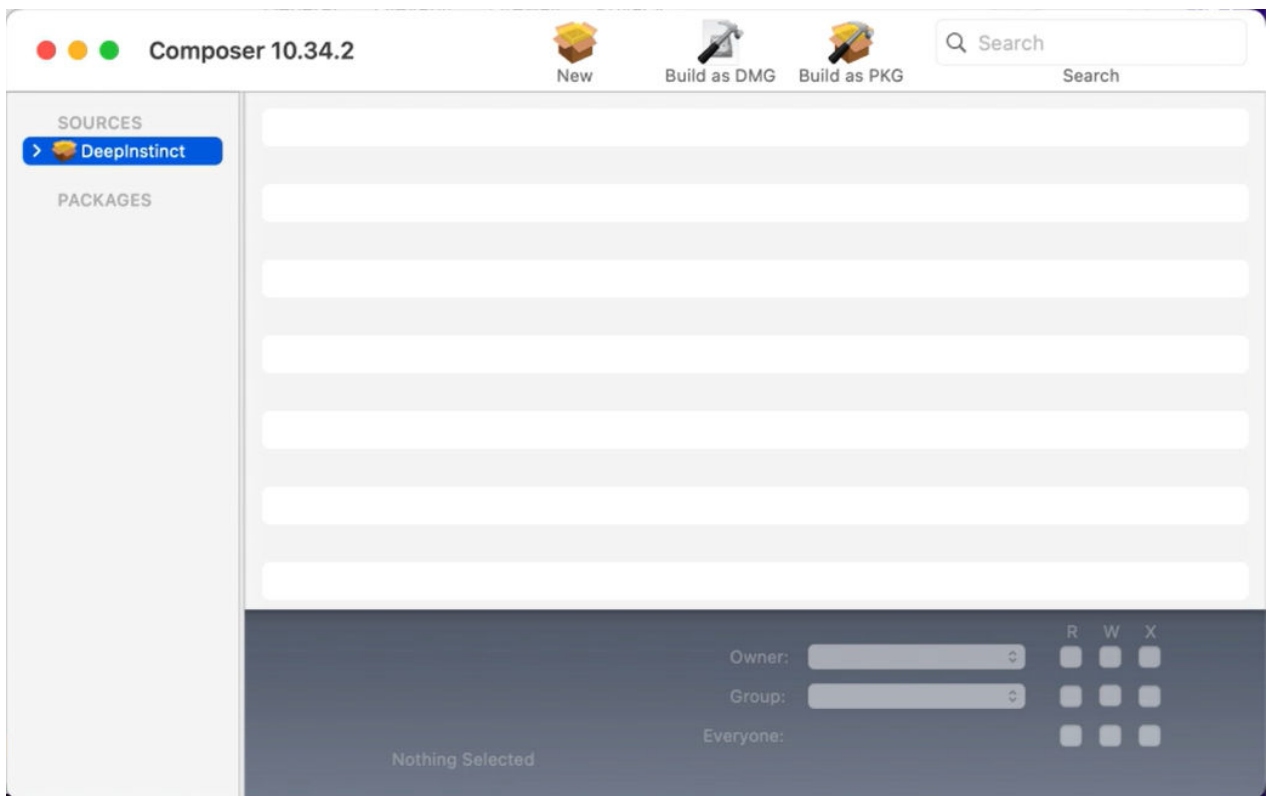 Composer 10.34.2
New
Build as DMG
Build as PKG
Search
Search
SOURCES
DeepInstinct
PACKAGES
R W X
Owner:
Group:
Everyone:
Nothing Selected